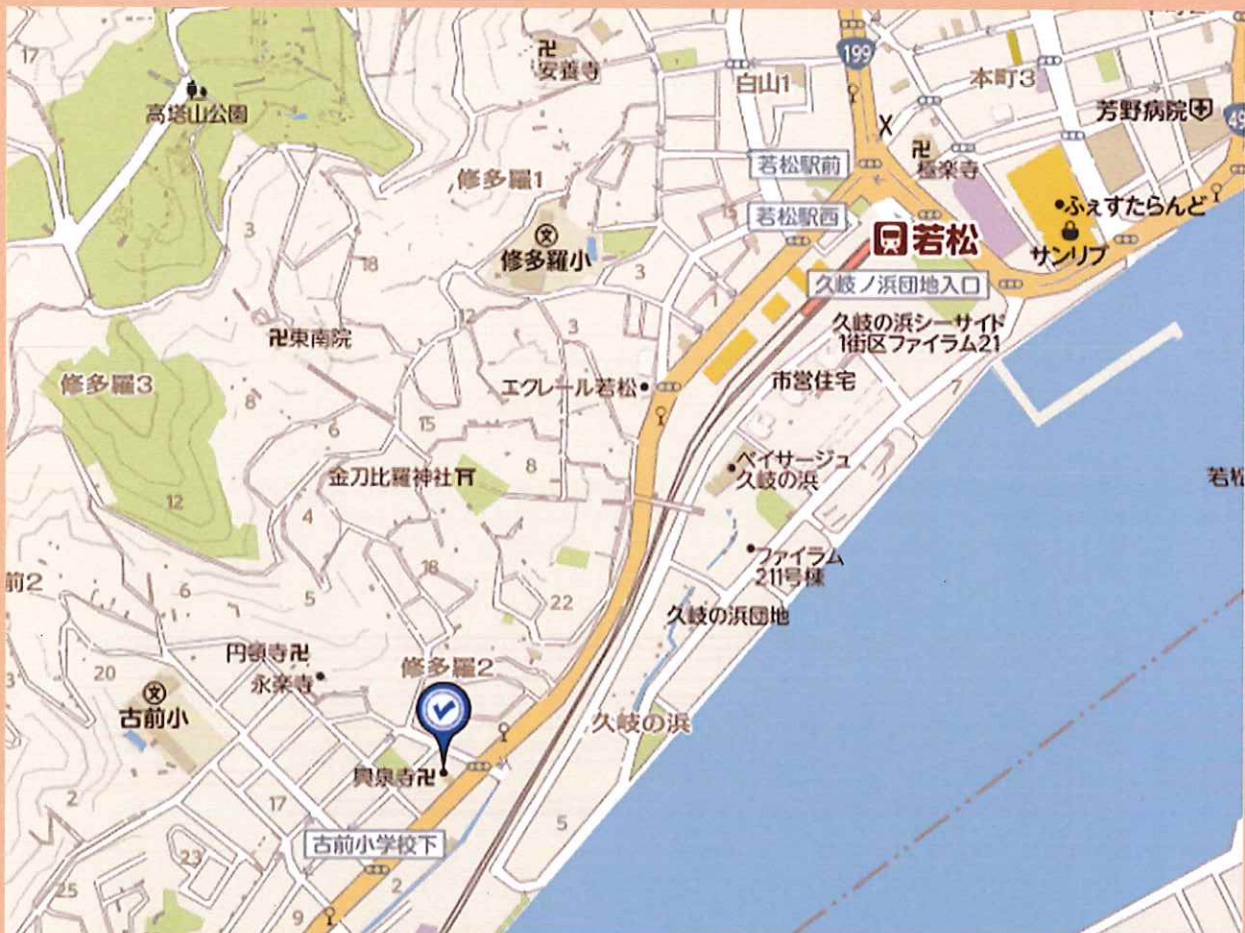 17
卍
安養寺
白山1
199
本町3
芳野病院
49
高塔山公園
X
卍
極楽寺
若松駅前
修多羅1
15
若松駅西
ふぇすたらんど
3
文
修多羅小
若松
サンリブ
18
3
久岐ノ浜団地入口
12
3
1
久岐の浜シーサイド
1街区ファイラム21
卍東南院
修多羅3
エクレール若松
市営住宅
7
8
6
15
8
ベイサージュ
久岐の浜
金刀比羅神社
若松
12
4
ファイラム
211号棟
前2
6
18
5
22
久岐の浜団地
円頓寺卍
修多羅2
3
20
永楽寺
文
古前小
久岐の浜
興泉寺卍
2
17
5
古前小学校下
23
2
25
9